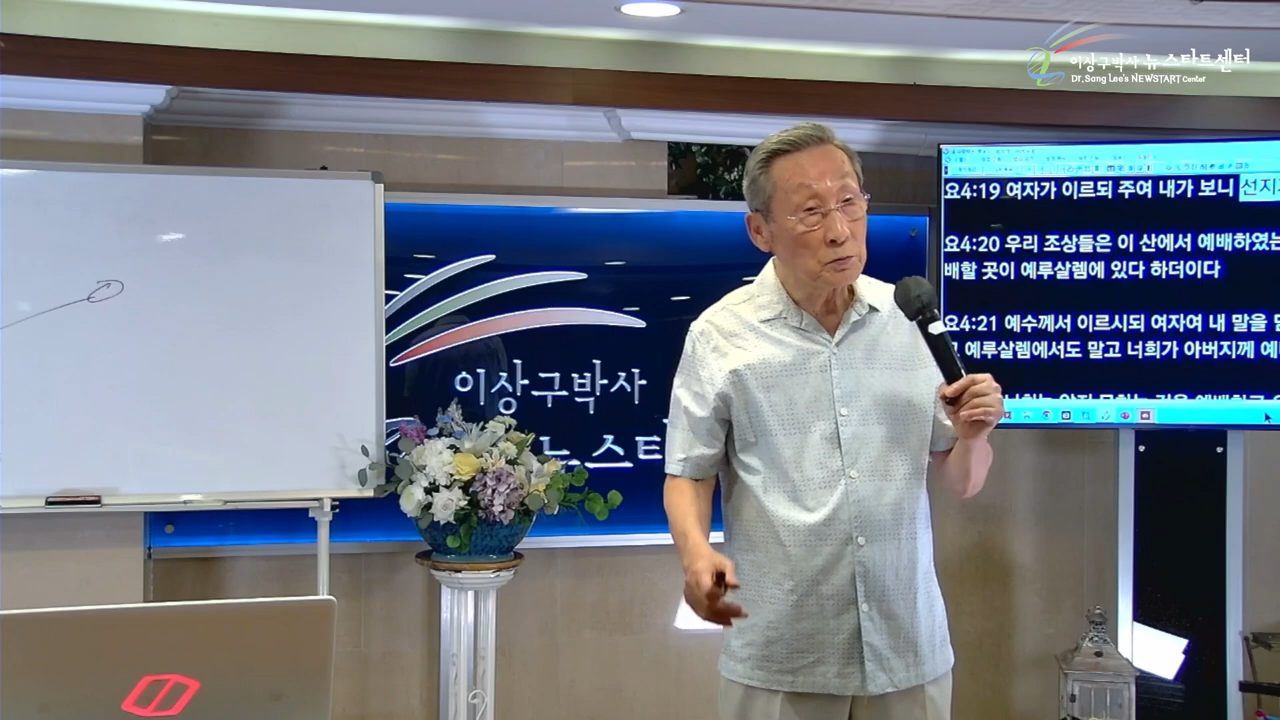 이상구박사 뉴스타트센터
Dr. Sang Lee's NEWSTART Center
요4:19 여자가 이르되 주여 내가 보니
요4:20 우리 조상들은 이 산에서 예배하였는
배할 곳이 예루살렘에 있다 하더이다
요4:21 예수께서 이르시되 여자여 내 말을
예루살렘에서도 말고 너희가 아버지께
이상구박사
뉴스타